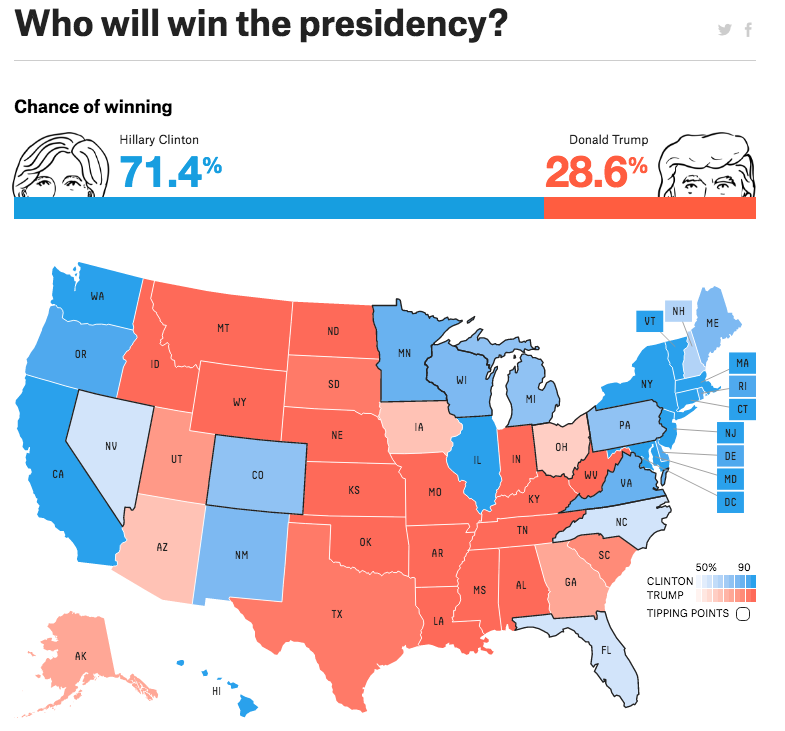 Who will win the presidency?
Chance of winning
Hillary Clinton
71.4%
Donald Trump
28.6%
WA
MT
ND
MN
VT
NH
ME
OR
ID
SD
WI
MI
NY
MA
RI
CT
WY
IA
PA
NJ
NV
UT
CO
NE
IL
IN
OH
WV
VA
DE
MD
DC
CA
KS
MO
KY
NC
AZ
NM
OK
AR
TN
SC
MS
AL
GA
TX
LA
FL
AK
HI
50% 90
CLINTON
TRUMP
TIPPING POINTS